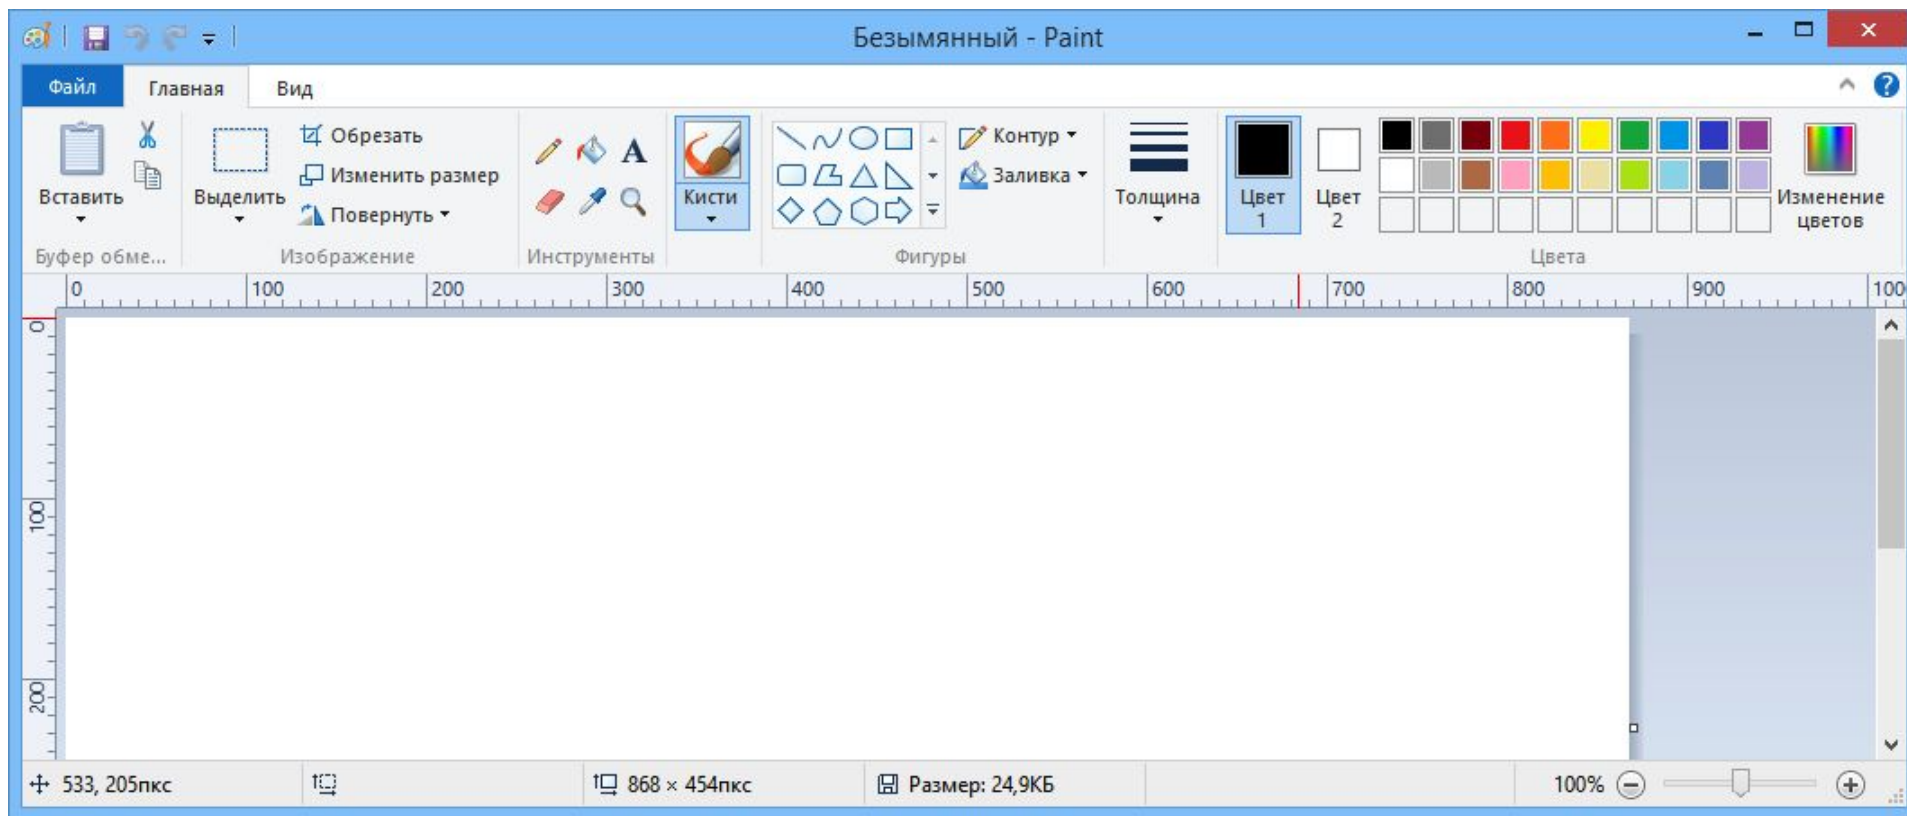 Безымянный - Paint
Файл Главная Вид
Вставить
Буфер обме...
Выделить
Обрезать
Изменить размер
Повернуть
Изображение
A
Инструменты
Кисти
Контур
Заливка
Фигуры
Толщина
Цвет
1
Цвет
2
Изменение
цветов
Цвета
0 100 200 300 400 500 600 700 800 900 100
0
100
200
533, 205пкс
868 × 454пкс
Размер: 24,9КБ
100%